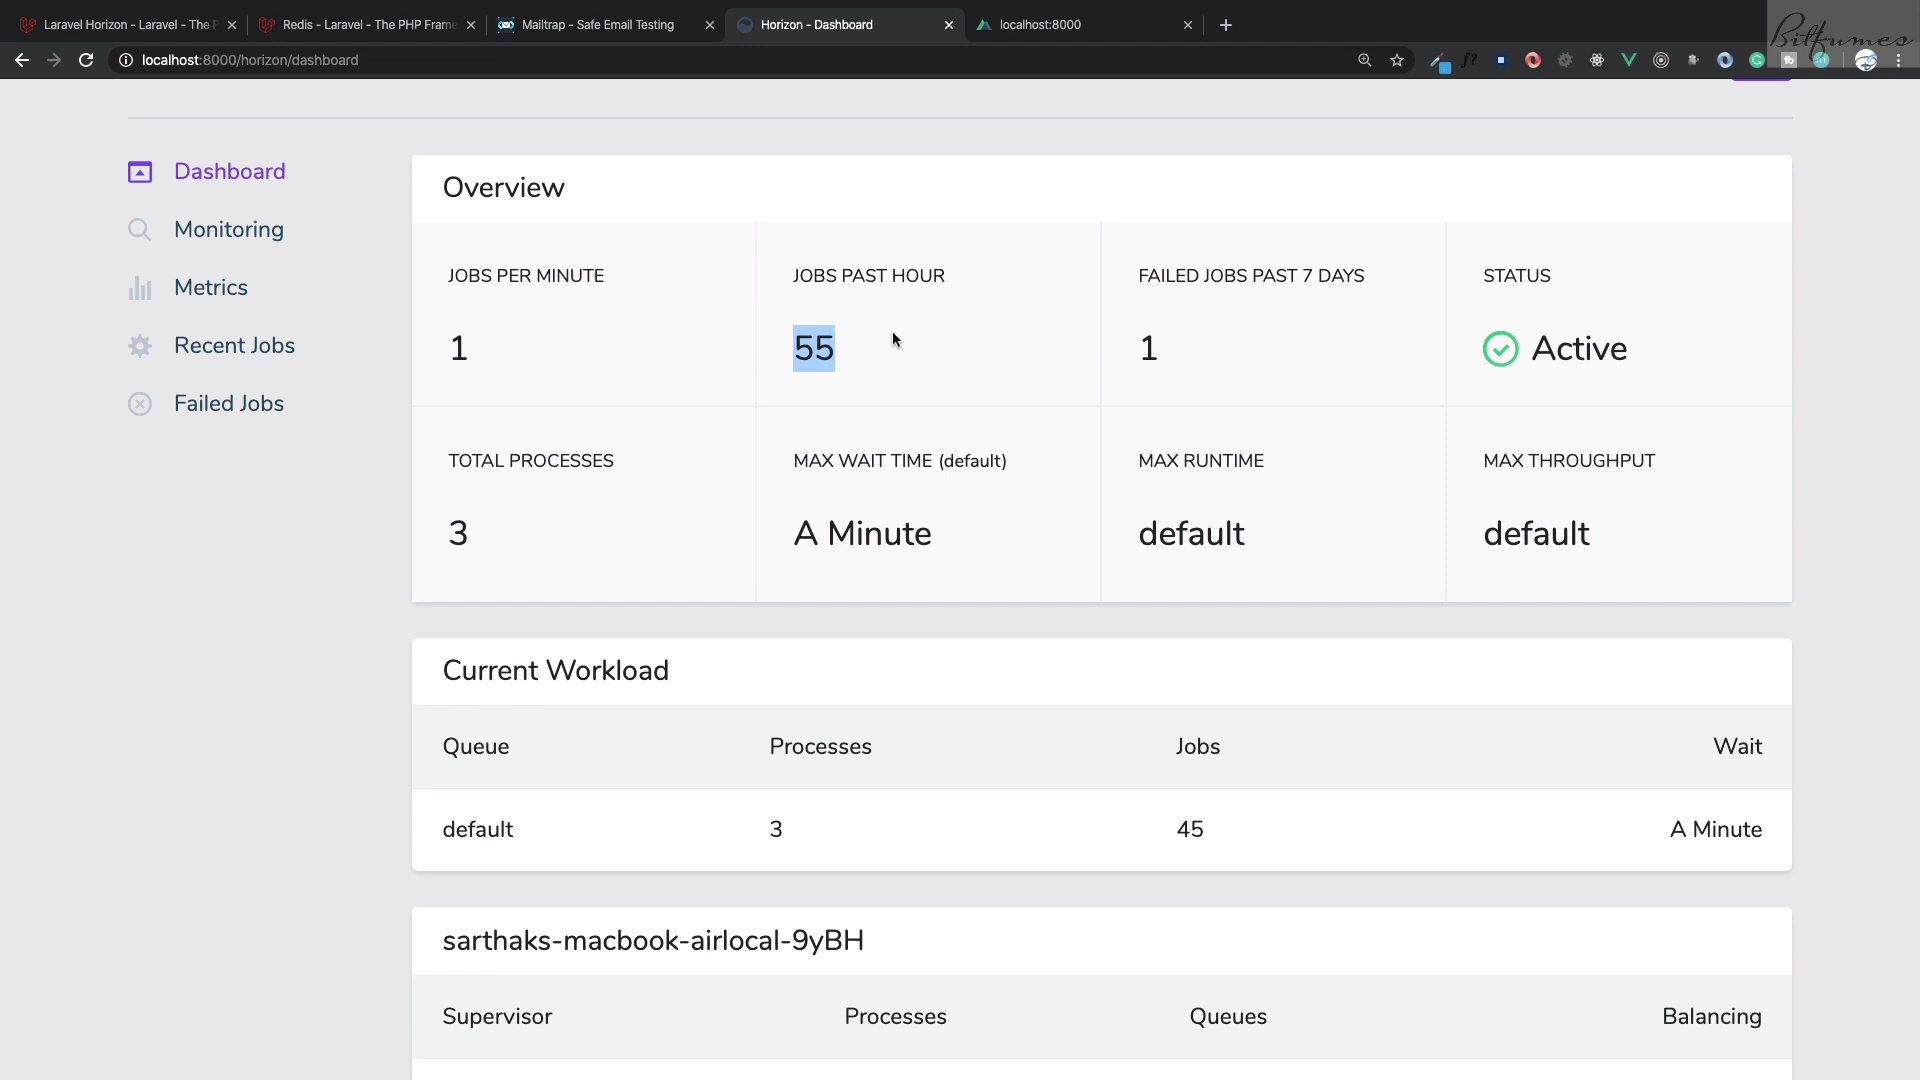 Laravel Horizon - Laravel - The P
Redis - Laravel - The PHP Frame
Mailtrap - Safe Email Testing
Horizon - Dashboard
localhost:8000
Bitfumes
localhost:8000/horizon/dashboard
Dashboard
Monitoring
Metrics
Recent Jobs
Failed Jobs
Overview
JOBS PER MINUTE
JOBS PAST HOUR
FAILED JOBS PAST 7 DAYS
STATUS
1
55
1
Active
TOTAL PROCESSES
MAX WAIT TIME (default)
MAX RUNTIME
MAX THROUGHPUT
3
A Minute
default
default
Current Workload
Queue
Processes
Jobs
Wait
default
3
45
A Minute
sarthaks-macbook-airlocal-9yBH
Supervisor
Processes
Queues
Balancing